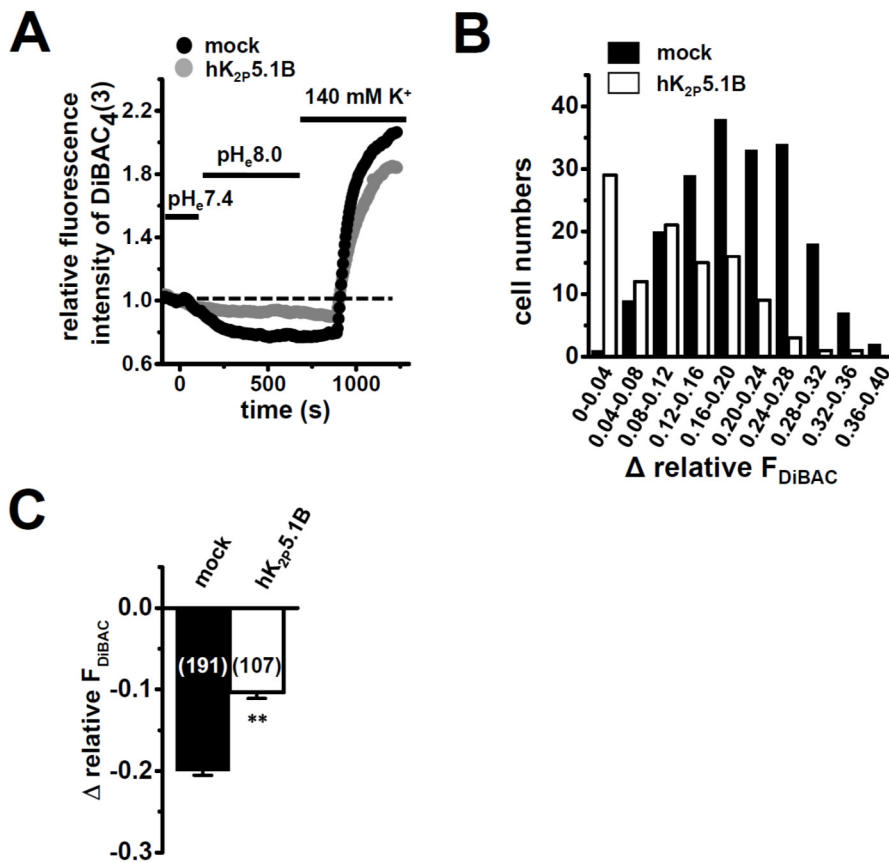 A
mock
hK2P5.1B
140 mM K+
pHe8.0
pHe7.4
relative fluorescence
intensity of DiBAC4(3)
2.2
1.8
1.4
1.0
0.6
0
500
1000
time (s)
B
mock
hK2P5.1B
cell numbers
40
30
20
10
0
0-0.04
0.04-0.08
0.08-0.12
0.12-0.16
0.16-0.20
0.20-0.24
0.24-0.28
0.28-0.32
0.32-0.36
0.36-0.40
Δ relative FDiBAC
C
mock
hK2P5.1B
Δ relative FDiBAC
0.0
-0.1
-0.2
-0.3
(191)
(107)
**